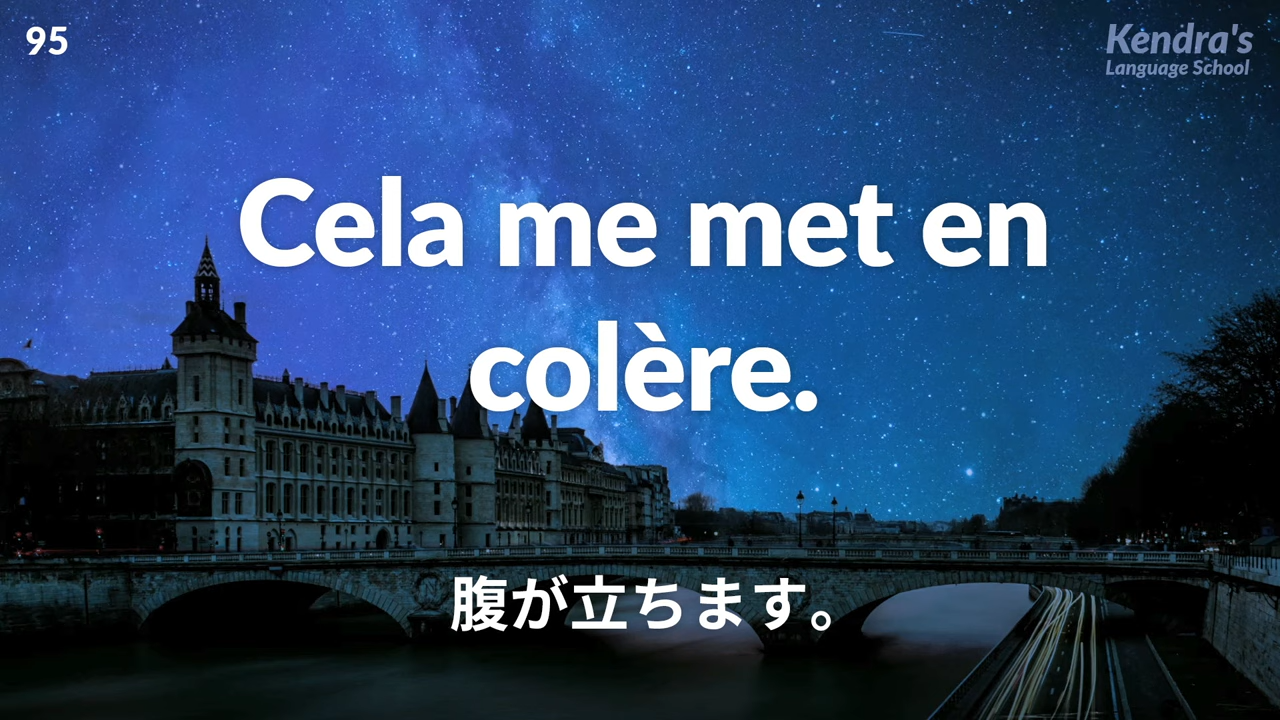 95
Kendra's
Language School
Cela me met en
colère.
腹が立ちます。